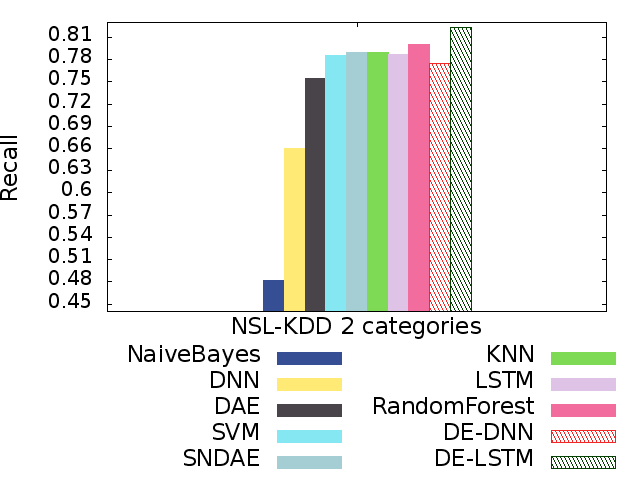 0.81
0.78
0.75
0.72
0.69
0.66
0.63
0.6
0.57
0.54
0.51
0.48
0.45
Recall
NSL-KDD 2 categories
NaiveBayes
DNN
DAE
SVM
SNDAE
KNN
LSTM
RandomForest
DE-DNN
DE-LSTM